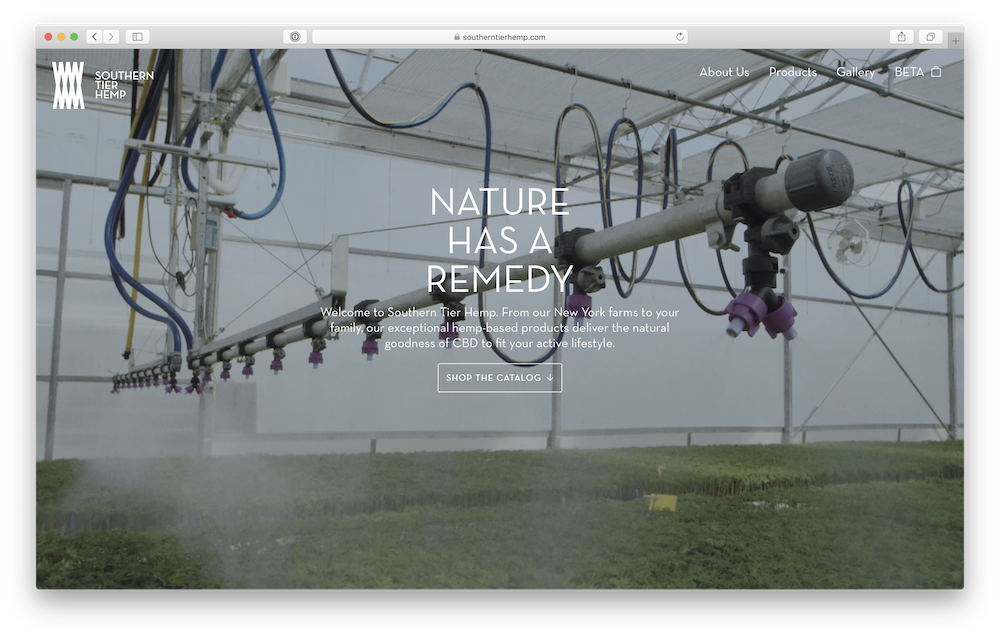 southerntierhemp.com
SOUTHERN
TIER
HEMP
About Us Products Gallery BETA
NATURE
HAS A
REMEDY
Welcome to Southern Tier Hemp. From our New York farms to your
family, our exceptional hemp-based products deliver the natural
goodness of CBD to fit your active lifestyle.
SHOP THE CATALOG ↓